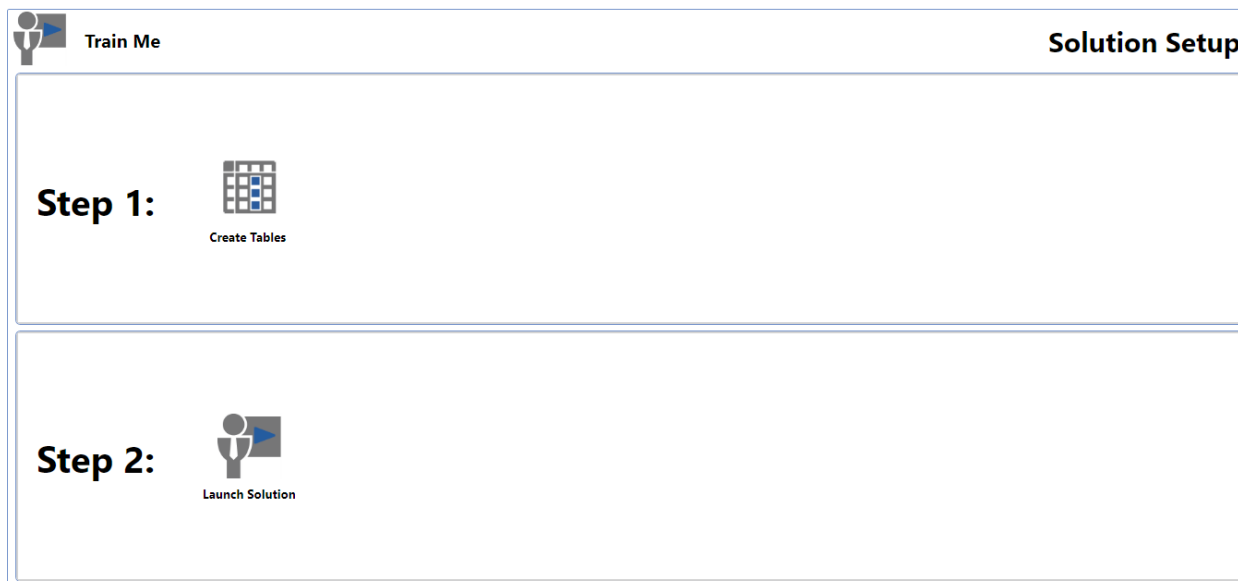 Train Me
Solution Setup
Step 1:
Create Tables
Step 2:
Launch Solution